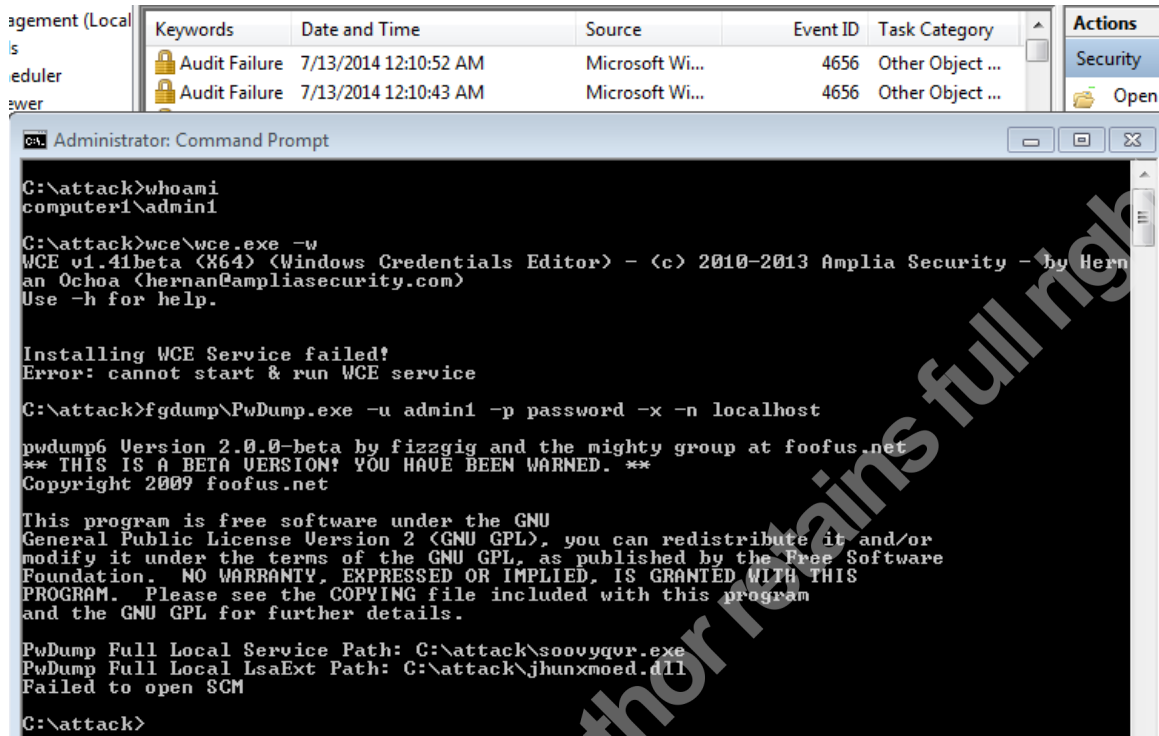 agement (Local
Keywords Date and Time Source Event ID Task Category
Actions
ls
Audit Failure 7/13/2014 12:10:52 AM Microsoft Wi... 4656 Other Object ...
Security
eduler
Audit Failure 7/13/2014 12:10:43 AM Microsoft Wi... 4656 Other Object ...
Open
ewer
Administrator: Command Prompt
C:\attack>whoami
computer1\admin1
C:\attack>wce\wce.exe -w
WCE v1.41beta (X64) (Windows Credentials Editor) - (c) 2010-2013 Amplia Security - by Hern
an Ochoa (hernan@ampliasecurity.com)
Use -h for help.
Installing WCE Service failed!
Error: cannot start & run WCE service
C:\attack>fgdump\PwDump.exe -u admin1 -p password -x -n localhost
pwdump6 Version 2.0.0-beta by fizzgig and the mighty group at foofus.net
** THIS IS A BETA VERSION! YOU HAVE BEEN WARNED. **
Copyright 2009 foofus.net
This program is free software under the GNU
General Public License Version 2 (GNU GPL), you can redistribute it and/or
modify it under the terms of the GNU GPL, as published by the Free Software
Foundation. NO WARRANTY, EXPRESSED OR IMPLIED, IS GRANTED WITH THIS
PROGRAM. Please see the COPYING file included with this program
and the GNU GPL for further details.
PwDump Full Local Service Path: C:\attack\soovyqvr.exe
PwDump Full Local LsaExt Path: C:\attack\jhunxmoed.dll
Failed to open SCM
C:\attack>
thor retains full righ